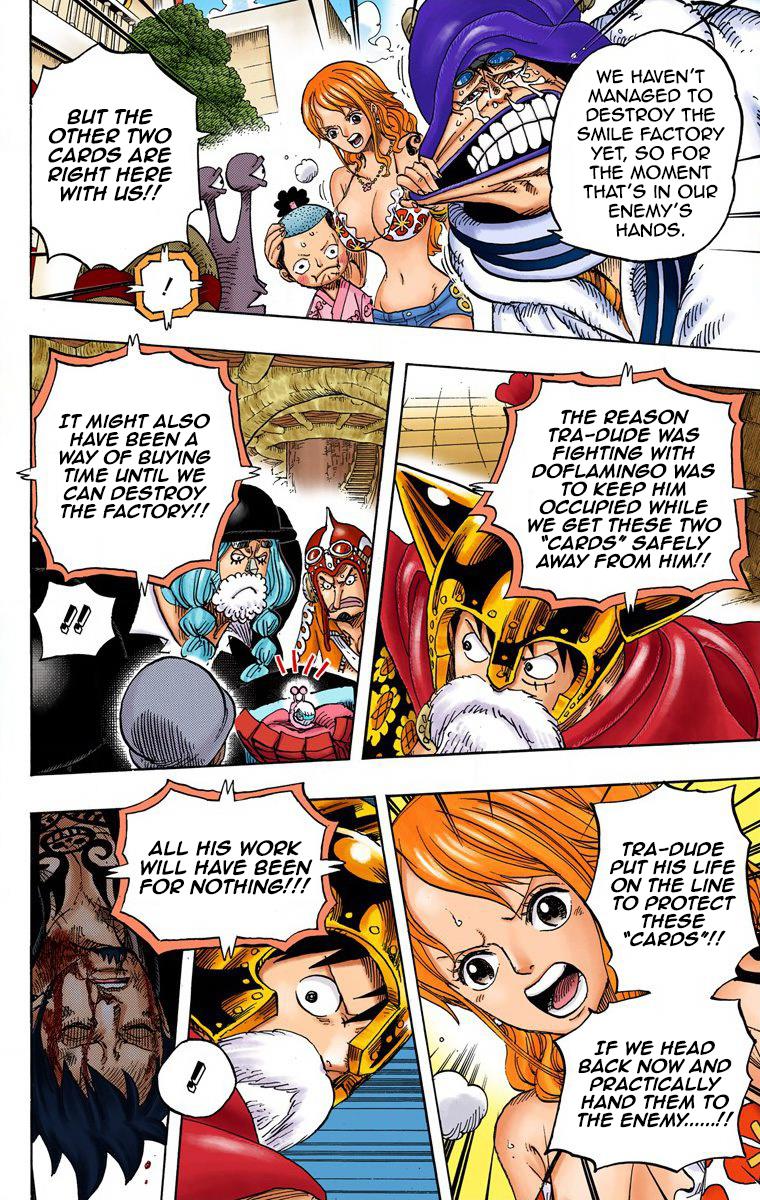 WE HAVEN'T
MANAGED TO
DESTROY THE
SMILE FACTORY
YET, SO FOR
THE MOMENT
THAT'S IN OUR
ENEMY'S
HANDS.
BUT THE
OTHER TWO
CARDS ARE
RIGHT HERE
WITH US!!
!
THE REASON
TRA-DUDE WAS
FIGHTING WITH
DOFLAMINGO WAS
TO KEEP HIM
OCCUPIED WHILE
WE GET THESE TWO
"CARDS" SAFELY
AWAY FROM HIM!!
IT MIGHT ALSO
HAVE BEEN A
WAY OF BUYING
TIME UNTIL WE
CAN DESTROY
THE FACTORY!!
!!
TRA-DUDE
PUT HIS LIFE
ON THE LINE
TO PROTECT
THESE
"CARDS"!!
IF WE HEAD
BACK NOW AND
PRACTICALLY
HAND THEM TO
THE ENEMY......!!
ALL HIS WORK
WILL HAVE BEEN
FOR NOTHING!!!
!!